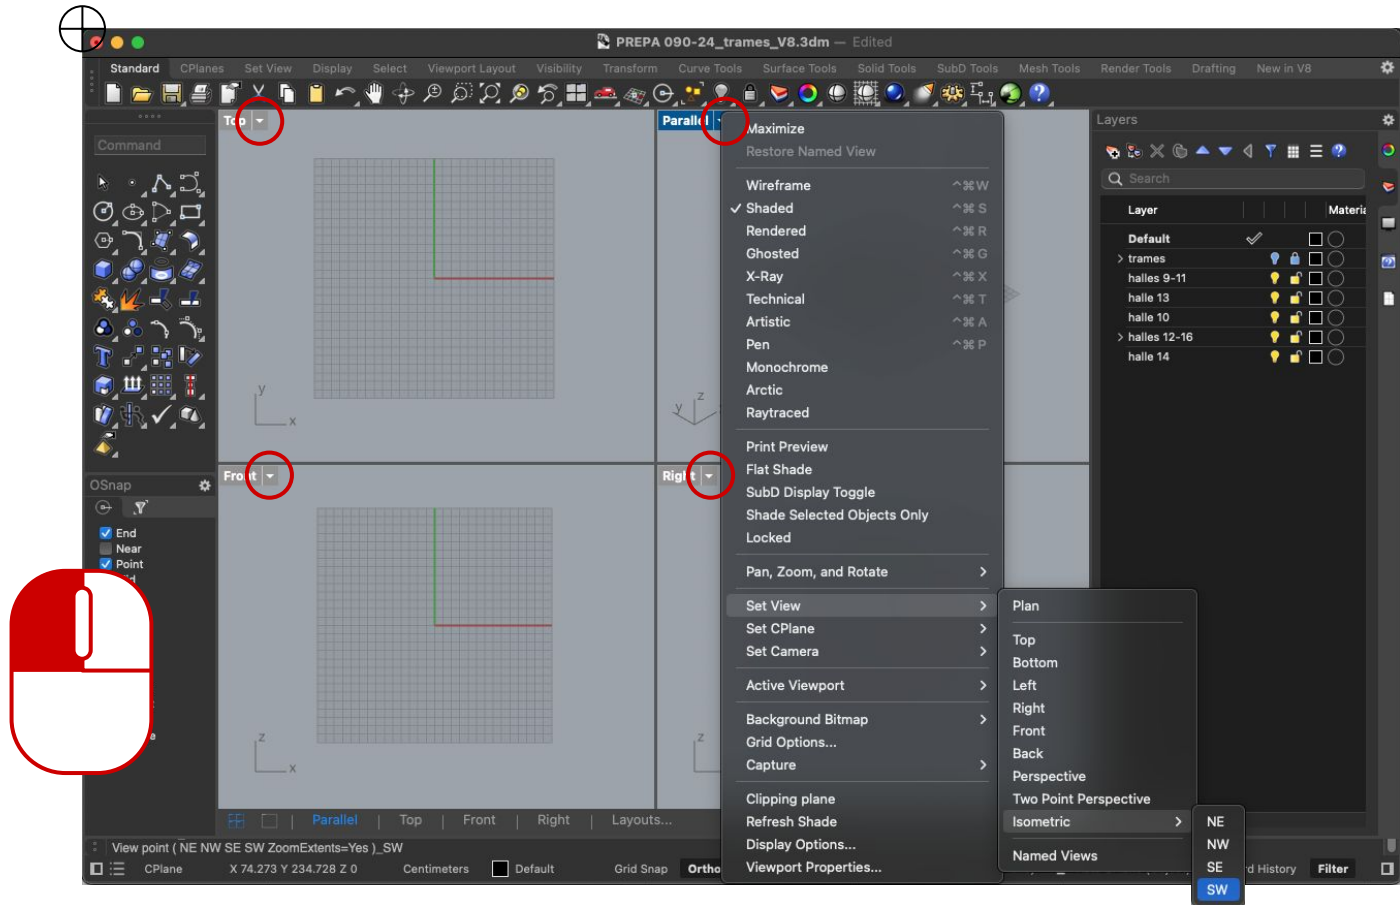 PREPA 090-24_trames_V8.3dm — Edited
Standard CPlanes Set View Display Select Viewport Layout Visibility Transform Curve Tools Surface Tools Solid Tools SubD Tools Mesh Tools Render Tools Drafting New in V8
Top
Parallel
Layers
Command
Search
Layer Materia
Default
trames
halles 9-11
halle 13
halle 10
halles 12-16
halle 14
y
x
y
z
Maximize
Restore Named View
Wireframe ^⌘W
Shaded ^⌘S
Rendered ^⌘R
Ghosted ^⌘G
X-Ray ^⌘X
Technical ^⌘T
Artistic ^⌘A
Pen ^⌘P
Monochrome
Arctic
Raytraced
Print Preview
Flat Shade
SubD Display Toggle
Shade Selected Objects Only
Locked
Pan, Zoom, and Rotate
Set View
Set CPlane
Set Camera
Active Viewport
Background Bitmap
Grid Options...
Capture
Clipping plane
Refresh Shade
Display Options...
Viewport Properties...
Plan
Top
Bottom
Left
Right
Front
Back
Perspective
Two Point Perspective
Isometric
Named Views
NE
NW
SE
SW
Front
Right
OSnap
End
Near
Point
z
x
z
Parallel | Top | Front | Right | Layouts...
View point ( NE NW SE SW ZoomExtents=Yes )_SW
CPlane X 74.273 Y 234.728 Z 0 Centimeters Default Grid Snap Ortho d History Filter